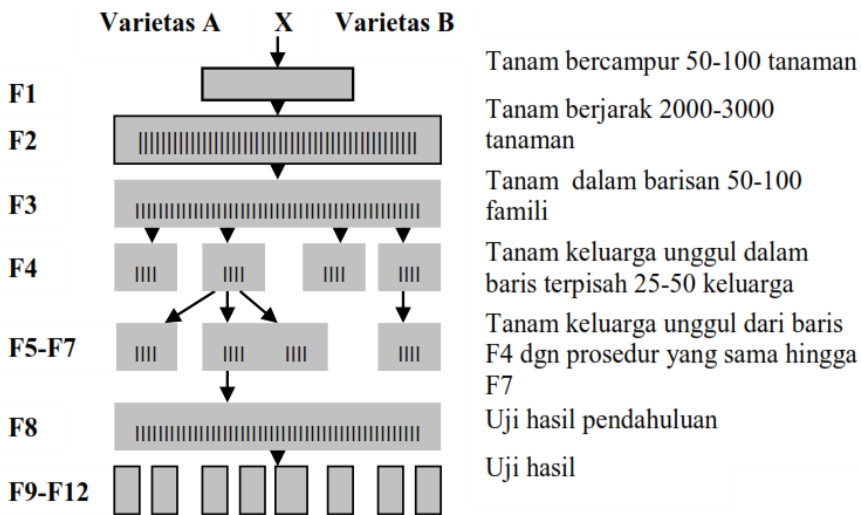 Varietas A X Varietas B
Tanam bercampur 50-100 tanaman
F1
Tanam berjarak 2000-3000
tanaman
F2
Tanam dalam barisan 50-100
famili
F3
Tanam keluarga unggul dalam
baris terpisah 25-50 keluarga
F4
Tanam keluarga unggul dari baris
F4 dgn prosedur yang sama hingga
F7
F5-F7
Uji hasil pendahuluan
F8
Uji hasil
F9-F12